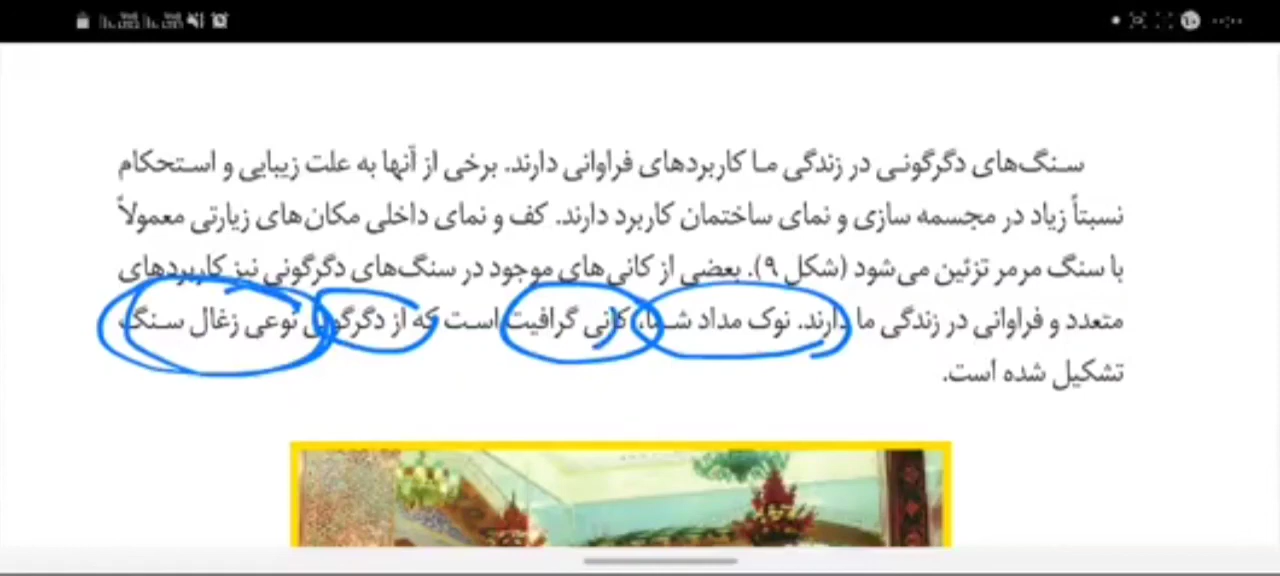 سنگ‌های دگرگونی در زندگی ما کاربردهای فراوانی دارند. برخی از آنها به علت زیبایی و استحکام
نسبتاً زیاد در مجسمه سازی و نمای ساختمان کاربرد دارند. کف و نمای داخلی مکان‌های زیارتی معمولاً
با سنگ مرمر تزئین می‌شود (شکل ۹). بعضی از کانی‌های موجود در سنگ‌های دگرگونی نیز کاربردهای
متعدد و فراوانی در زندگی ما دارند. نوک مداد شما، کانی گرافیت است که از دگرگونی نوعی زغال سنگ
تشکیل شده است.